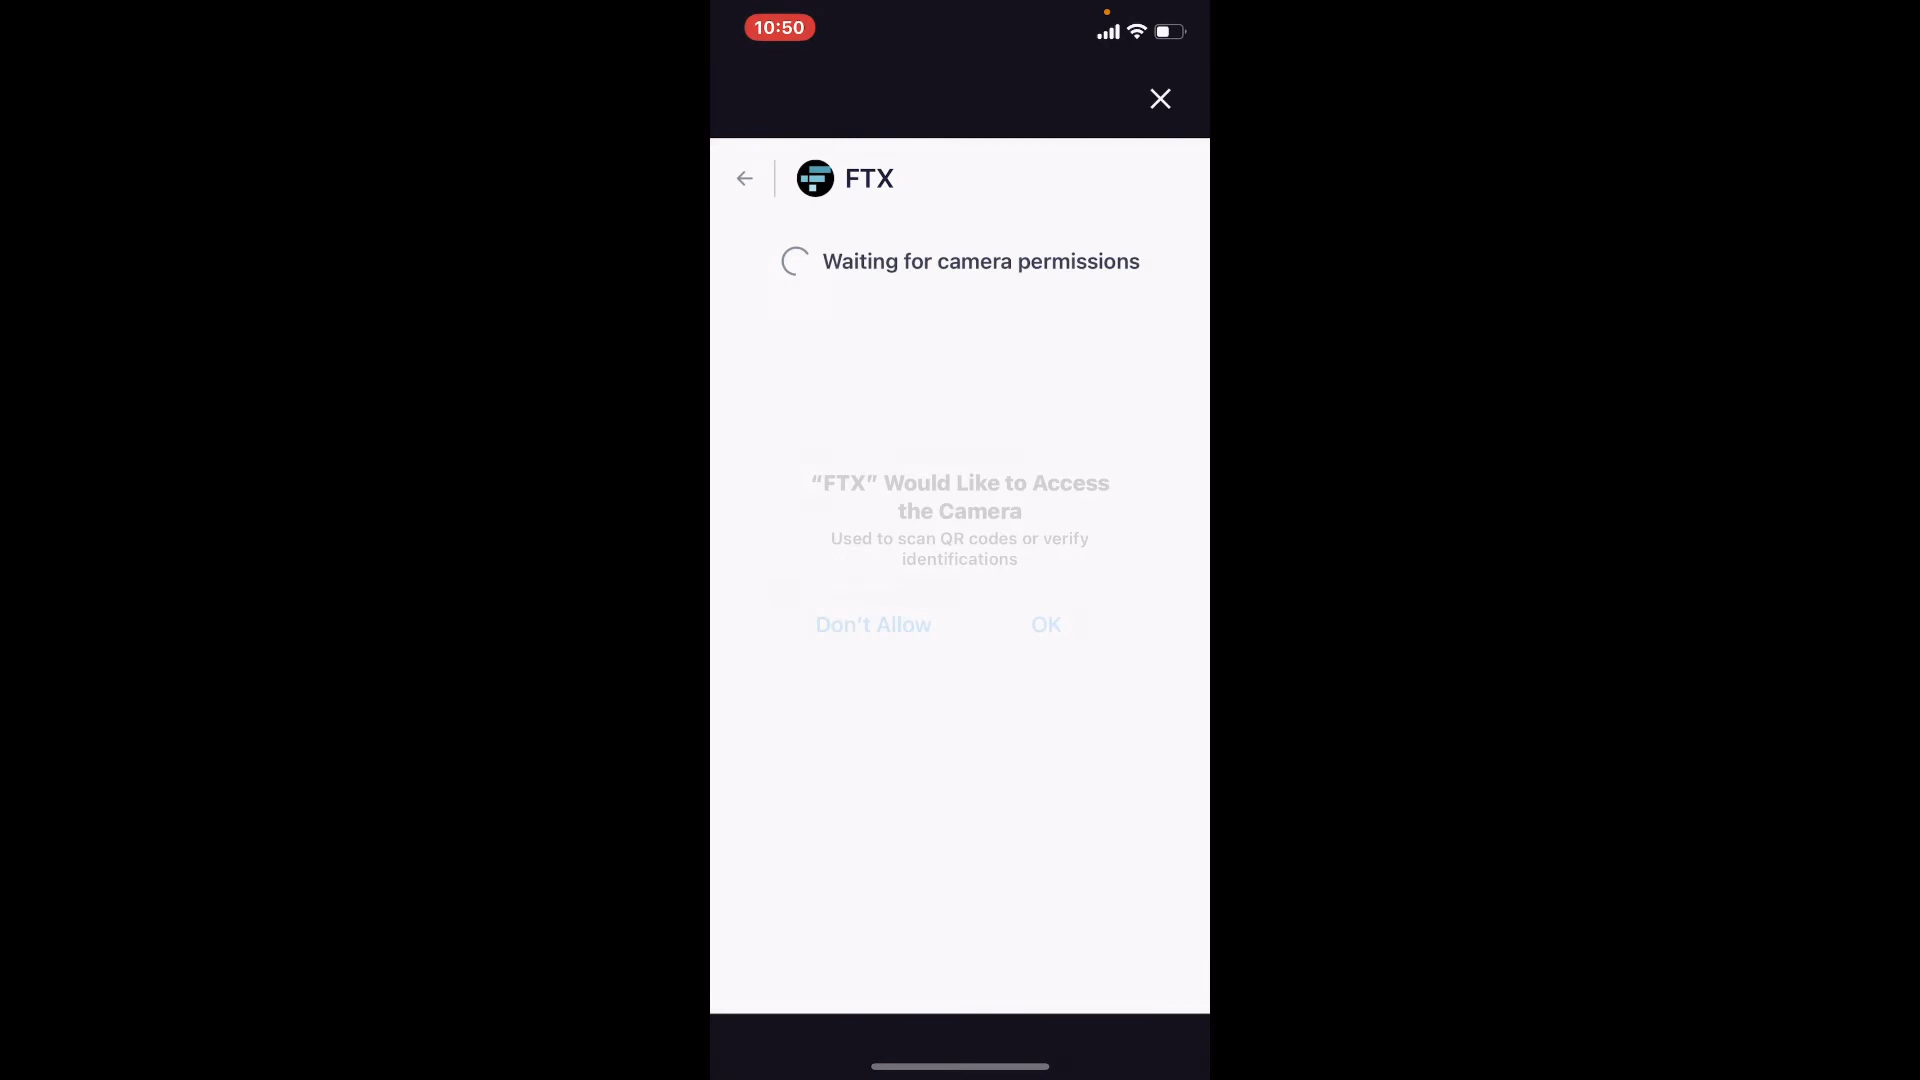 10:50
FTX
Waiting for camera permissions
“FTX” Would Like to Access
the Camera
Used to scan QR codes or verify
identifications
Don’t Allow
OK